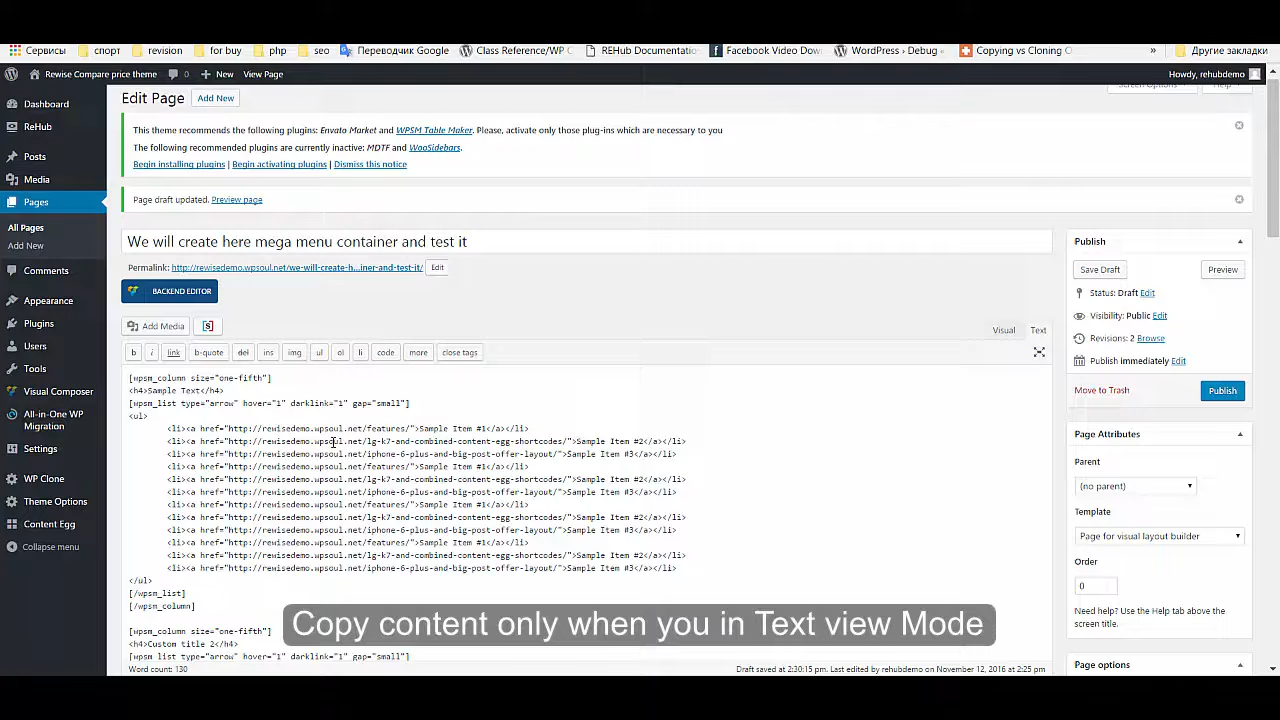 Сервисы спорт revision for buy php seo Переводчик Google Class Reference/WP REHub Documentatio Facebook Video Dow WordPress › Debug « Copying vs Cloning » Другие закладки
Rewise Compare price theme 0 New View Page Howdy, rehubdemo
Edit Page Add New Screen Options Help
Dashboard
ReHub
Posts
Media
Pages
All Pages
Add New
Comments
Appearance
Plugins
Users
Tools
Visual Composer
All-in-One WP
Migration
Settings
WP Clone
Theme Options
Content Egg
Collapse menu
This theme recommends the following plugins: Envato Market and WPSM Table Maker. Please, activate only those plug-ins which are necessary to you
The following recommended plugins are currently inactive: MDTF and WooSidebars.
Begin installing plugins | Begin activating plugins | Dismiss this notice
Page draft updated. Preview page
We will create here mega menu container and test it
Permalink: http://rewisedemo.wpsoul.net/we-will-create-h...iner-and-test-it/ Edit
BACKEND EDITOR
Add Media [S] Visual Text
b i link b-quote del ins img ul ol li code more close tags
[wpsm_column size="one-fifth"]
<h4>Sample Text</h4>
[wpsm_list type="arrow" hover="1" darklink="1" gap="small"]
<ul>
<li><a href="http://rewisedemo.wpsoul.net/features/">Sample Item #1</a></li>
<li><a href="http://rewisedemo.wpsoul.net/lg-k7-and-combined-content-egg-shortcodes/">Sample Item #2</a></li>
<li><a href="http://rewisedemo.wpsoul.net/iphone-6-plus-and-big-post-offer-layout/">Sample Item #3</a></li>
<li><a href="http://rewisedemo.wpsoul.net/features/">Sample Item #1</a></li>
<li><a href="http://rewisedemo.wpsoul.net/lg-k7-and-combined-content-egg-shortcodes/">Sample Item #2</a></li>
<li><a href="http://rewisedemo.wpsoul.net/iphone-6-plus-and-big-post-offer-layout/">Sample Item #3</a></li>
<li><a href="http://rewisedemo.wpsoul.net/features/">Sample Item #1</a></li>
<li><a href="http://rewisedemo.wpsoul.net/lg-k7-and-combined-content-egg-shortcodes/">Sample Item #2</a></li>
<li><a href="http://rewisedemo.wpsoul.net/iphone-6-plus-and-big-post-offer-layout/">Sample Item #3</a></li>
<li><a href="http://rewisedemo.wpsoul.net/features/">Sample Item #1</a></li>
<li><a href="http://rewisedemo.wpsoul.net/lg-k7-and-combined-content-egg-shortcodes/">Sample Item #2</a></li>
<li><a href="http://rewisedemo.wpsoul.net/iphone-6-plus-and-big-post-offer-layout/">Sample Item #3</a></li>
</ul>
[/wpsm_list]
[/wpsm_column]
[wpsm_column size="one-fifth"]
<h4>Custom title 2</h4>
[wpsm_list type="arrow" hover="1" darklink="1" gap="small"]
Word count: 130 Draft saved at 2:30:15 pm. Last edited by rehubdemo on November 12, 2016 at 2:25 pm
Publish
Save Draft Preview
Status: Draft Edit
Visibility: Public Edit
Revisions: 2 Browse
Publish immediately Edit
Move to Trash Publish
Page Attributes
Parent
(no parent)
Template
Page for visual layout builder
Order
0
Need help? Use the Help tab above the
screen title.
Page options
Copy content only when you in Text view Mode